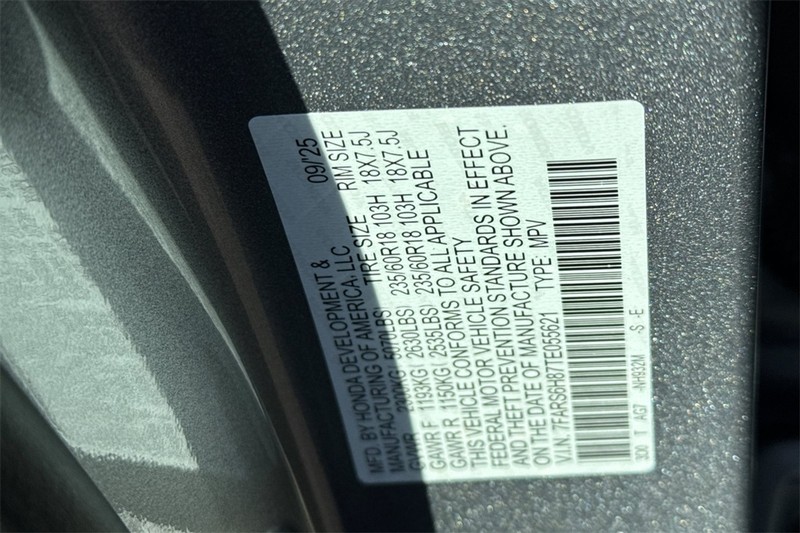 09/'25
MFD. BY HONDA DEVELOPMENT &
MANUFACTURING OF AMERICA, LLC TIRE SIZE RIM SIZE
GAWR 2300KG( 5070LBS) 235/60R18 103H 18X7.5J
GAWR F 1193KG( 2630LBS) 235/60R18 103H 18X7.5J
GAWR R 1150KG( 2535LBS)
THIS VEHICLE CONFORMS TO ALL APPLICABLE
FEDERAL MOTOR VEHICLE SAFETY
AND THEFT PREVENTION STANDARDS IN EFFECT
ON THE DATE OF MANUFACTURE SHOWN ABOVE.
V.I.N. 7FARS6H87TE055621 TYPE: MPV
T AG7 NH932M S -E